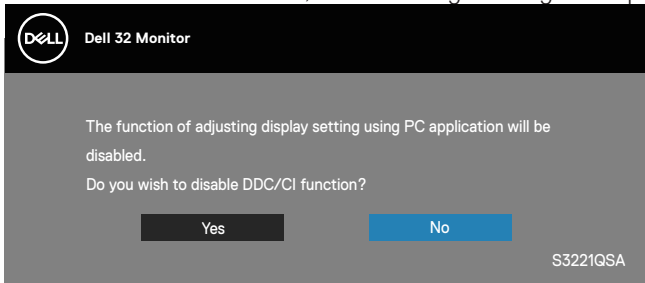 DELL
Dell 32 Monitor
The function of adjusting display setting using PC application will be
disabled.
Do you wish to disable DDC/CI function?
Yes No
S3221QSA